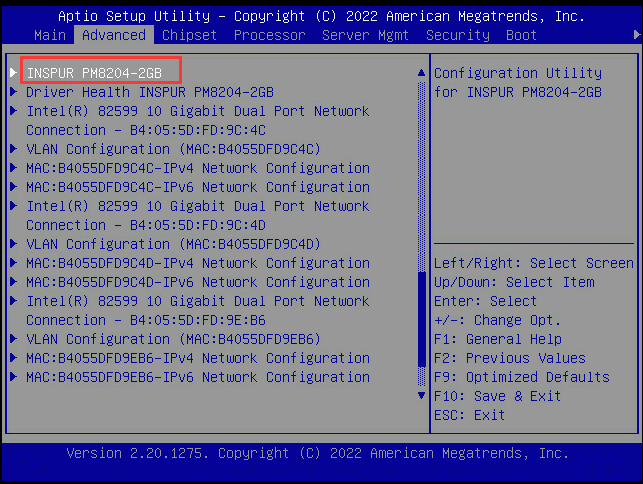 Aptio Setup Utility - Copyright (C) 2022 American Megatrends, Inc.
Main Advanced Chipset Processor Server Mgmt Security Boot
INSPUR PM8204-2GB
Driver Health INSPUR PM8204-2GB
Intel(R) 82599 10 Gigabit Dual Port Network
Connection - B4:05:5D:FD:9C:4C
VLAN Configuration (MAC:B4055DFD9C4C)
MAC:B4055DFD9C4C-IPv4 Network Configuration
MAC:B4055DFD9C4C-IPv6 Network Configuration
Intel(R) 82599 10 Gigabit Dual Port Network
Connection - B4:05:5D:FD:9C:4D
VLAN Configuration (MAC:B4055DFD9C4D)
MAC:B4055DFD9C4D-IPv4 Network Configuration
MAC:B4055DFD9C4D-IPv6 Network Configuration
Intel(R) 82599 10 Gigabit Dual Port Network
Connection - B4:05:5D:FD:9E:B6
VLAN Configuration (MAC:B4055DFD9EB6)
MAC:B4055DFD9EB6-IPv4 Network Configuration
MAC:B4055DFD9EB6-IPv6 Network Configuration
Configuration Utility
for INSPUR PM8204-2GB
Left/Right: Select Screen
Up/Down: Select Item
Enter: Select
+/-: Change Opt.
F1: General Help
F2: Previous Values
F9: Optimized Defaults
F10: Save & Exit
ESC: Exit
Version 2.20.1275. Copyright (C) 2022 American Megatrends, Inc.